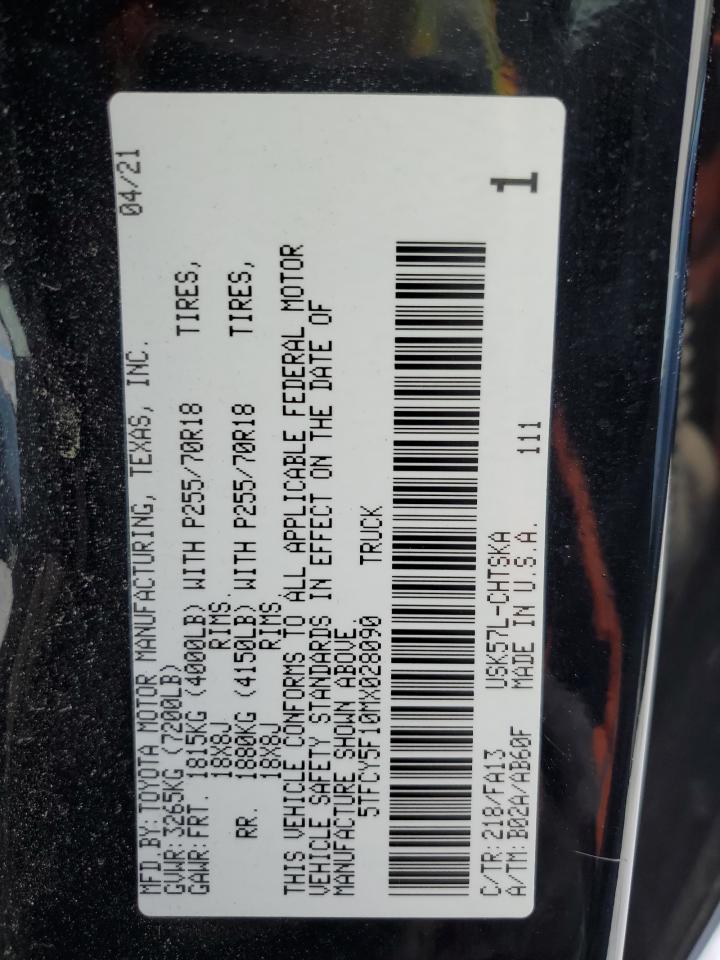 MFD BY:TOYOTA MOTOR MANUFACTURING, TEXAS, INC. 04/21
GVWR:3265KG (7200LB)
GAWR:FRT. 1815KG (4000LB) WITH P255/70R18 TIRES,
18X8J RIMS.
RR. 1880KG (4150LB) WITH P255/70R18 TIRES,
18X8J RIMS.
THIS VEHICLE CONFORMS TO ALL APPLICABLE FEDERAL MOTOR
VEHICLE SAFETY STANDARDS IN EFFECT ON THE DATE OF
MANUFACTURE SHOWN ABOVE.
5TFCY5F10MX028090 TRUCK
1
C/TR:218/FA13 USK57L-CHTSKA 111
A/TM:B02A/AB60F MADE IN U.S.A.